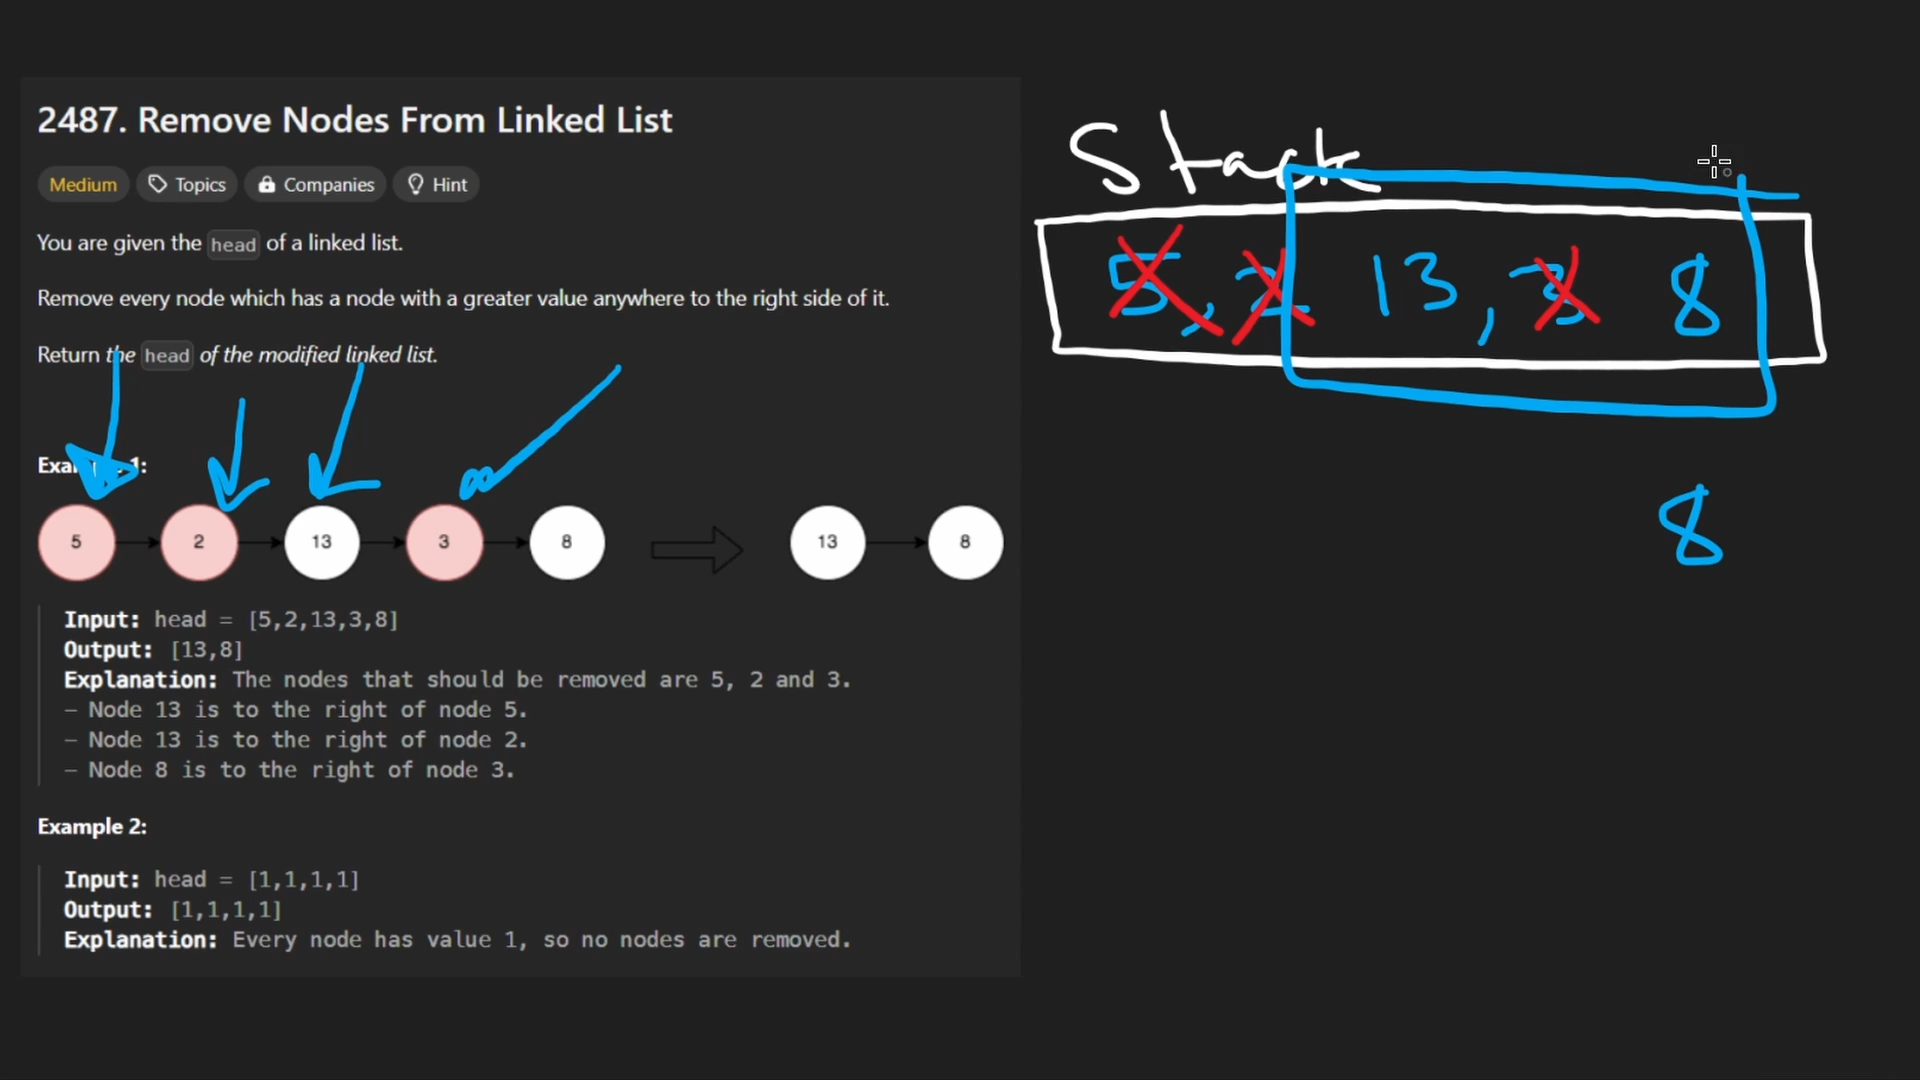 2487. Remove Nodes From Linked List
Medium Topics Companies Hint
You are given the head of a linked list.
Remove every node which has a node with a greater value anywhere to the right side of it.
Return the head of the modified linked list.
Example 1:
5 2 13 3 8 13 8
Input: head = [5,2,13,3,8]
Output: [13,8]
Explanation: The nodes that should be removed are 5, 2 and 3.
– Node 13 is to the right of node 5.
– Node 13 is to the right of node 2.
– Node 8 is to the right of node 3.
Example 2:
Input: head = [1,1,1,1]
Output: [1,1,1,1]
Explanation: Every node has value 1, so no nodes are removed.
Stack
5, 2 13, 3 8
8